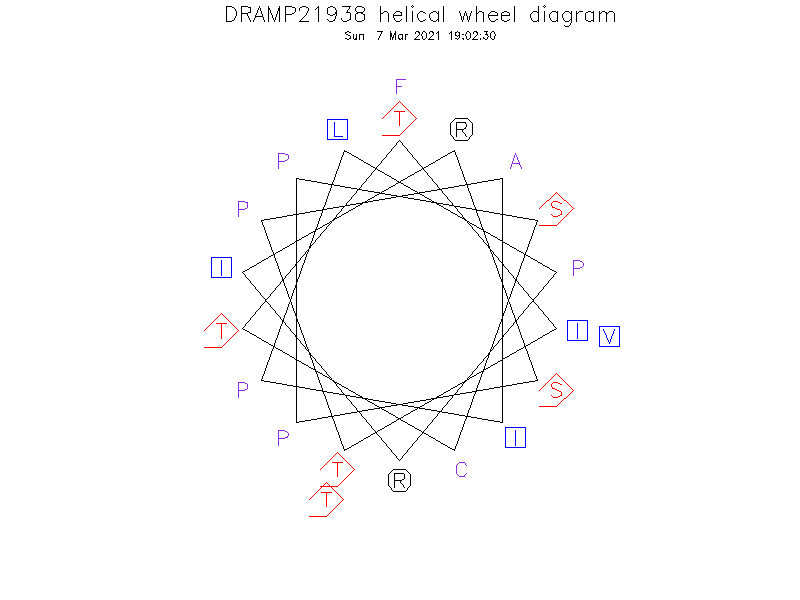 DRAMP21938 helical wheel diagram
Sun 7 Mar 2021 19:02:30
F
L T R
P A
P S
I P
T I V
P S
P I
T R C
T